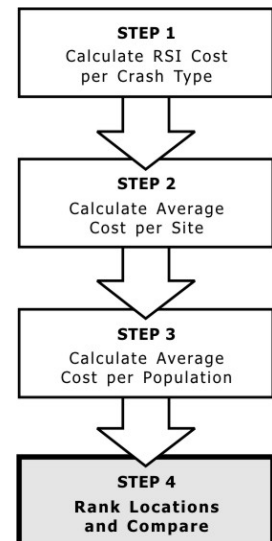 STEP 1
Calculate RSI Cost
per Crash Type
STEP 2
Calculate Average
Cost per Site
STEP 3
Calculate Average
Cost per Population
STEP 4
Rank Locations
and Compare